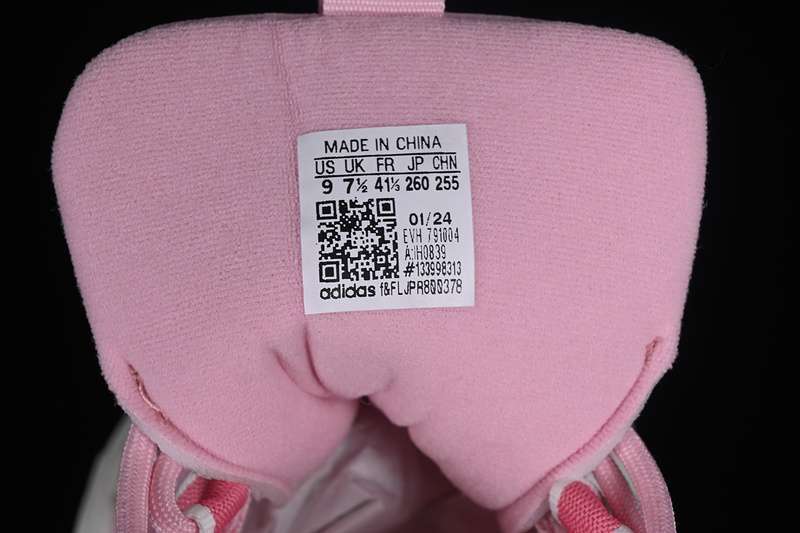 MADE IN CHINA
US UK FR JP CHN
9 7½ 41⅓ 260 255
01/24
EVH 791004
A:IH0839
#133998313
adidas f&FLJPR800378